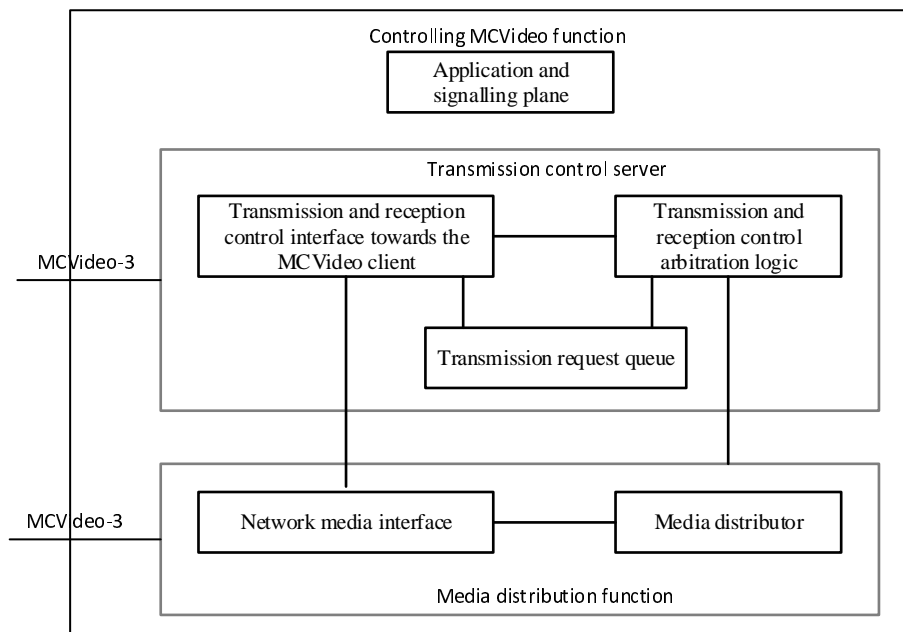 Controlling MCVideo function
Application and
signalling plane
Transmission control server
Transmission and reception
control interface towards the
MCVideo client
Transmission and
reception control
arbitration logic
MCVideo-3
Transmission request queue
MCVideo-3
Network media interface
Media distributor
Media distribution function